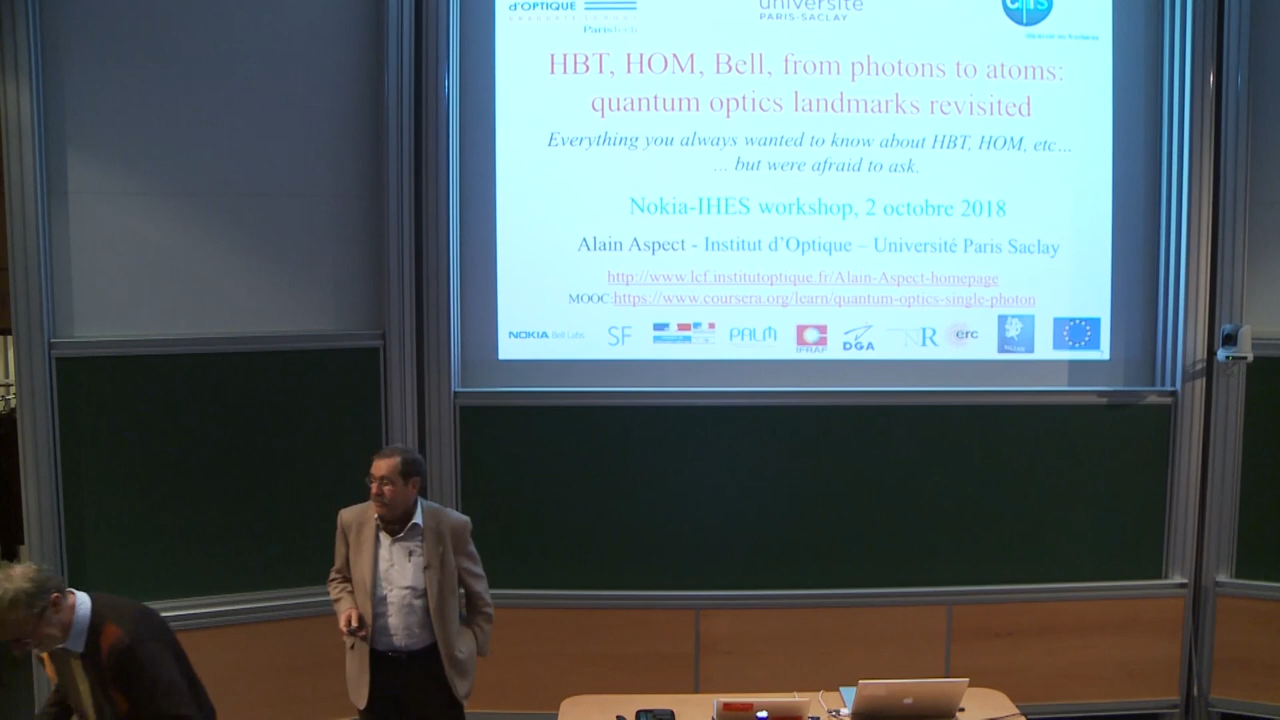 d'OPTIQUE
GRADUATE SCHOOL
ParisTech
université
PARIS-SACLAY
HBT, HOM, Bell, from photons to atoms:
quantum optics landmarks revisited
Everything you always wanted to know about HBT, HOM, etc…
… but were afraid to ask.
Nokia-IHES workshop, 2 octobre 2018
Alain Aspect - Institut d'Optique – Université Paris Saclay
http://www.lcf.institutoptique.fr/Alain-Aspect-homepage
MOOC:https://www.coursera.org/learn/quantum-optics-single-photon
NOKIA Bell Labs
SF
PALM
IFRAF
DGA
NR
erc